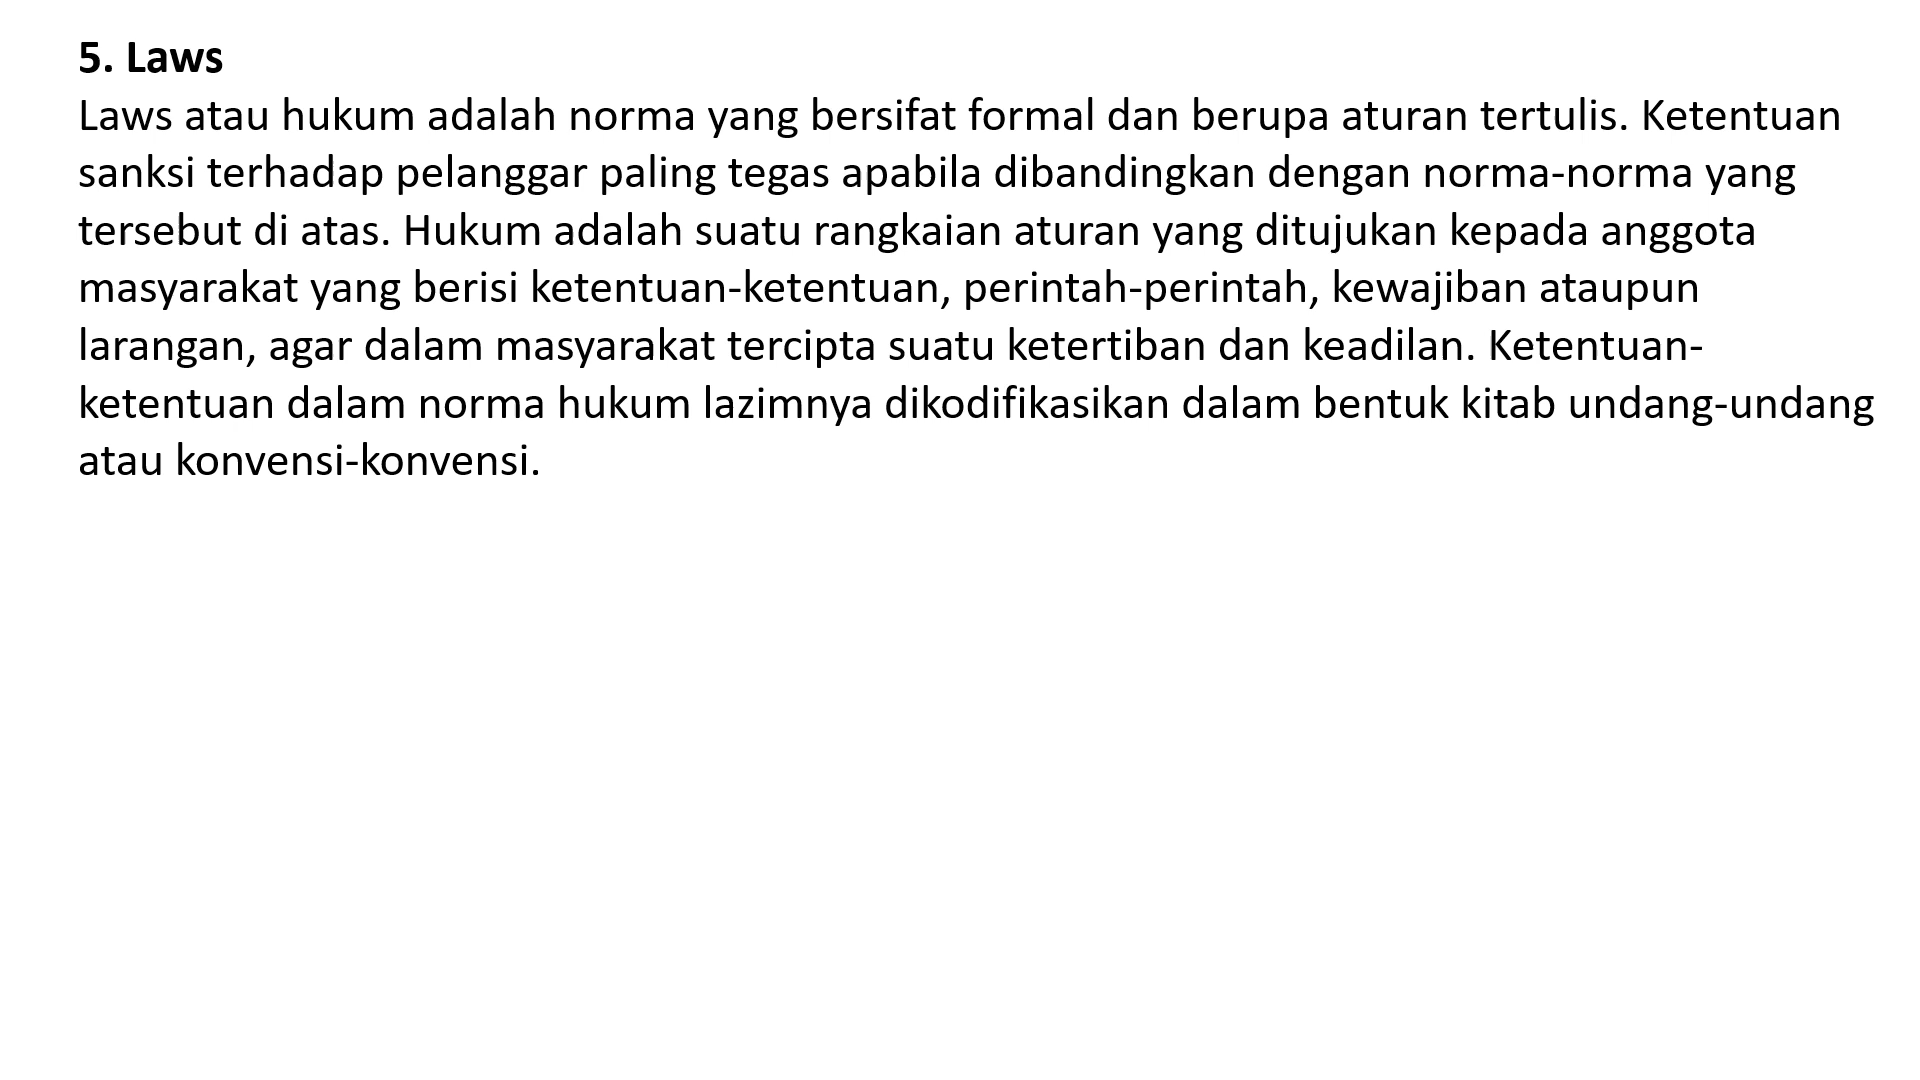 5. Laws
Laws atau hukum adalah norma yang bersifat formal dan berupa aturan tertulis. Ketentuan
sanksi terhadap pelanggar paling tegas apabila dibandingkan dengan norma-norma yang
tersebut di atas. Hukum adalah suatu rangkaian aturan yang ditujukan kepada anggota
masyarakat yang berisi ketentuan-ketentuan, perintah-perintah, kewajiban ataupun
larangan, agar dalam masyarakat tercipta suatu ketertiban dan keadilan. Ketentuan-
ketentuan dalam norma hukum lazimnya dikodifikasikan dalam bentuk kitab undang-undang
atau konvensi-konvensi.